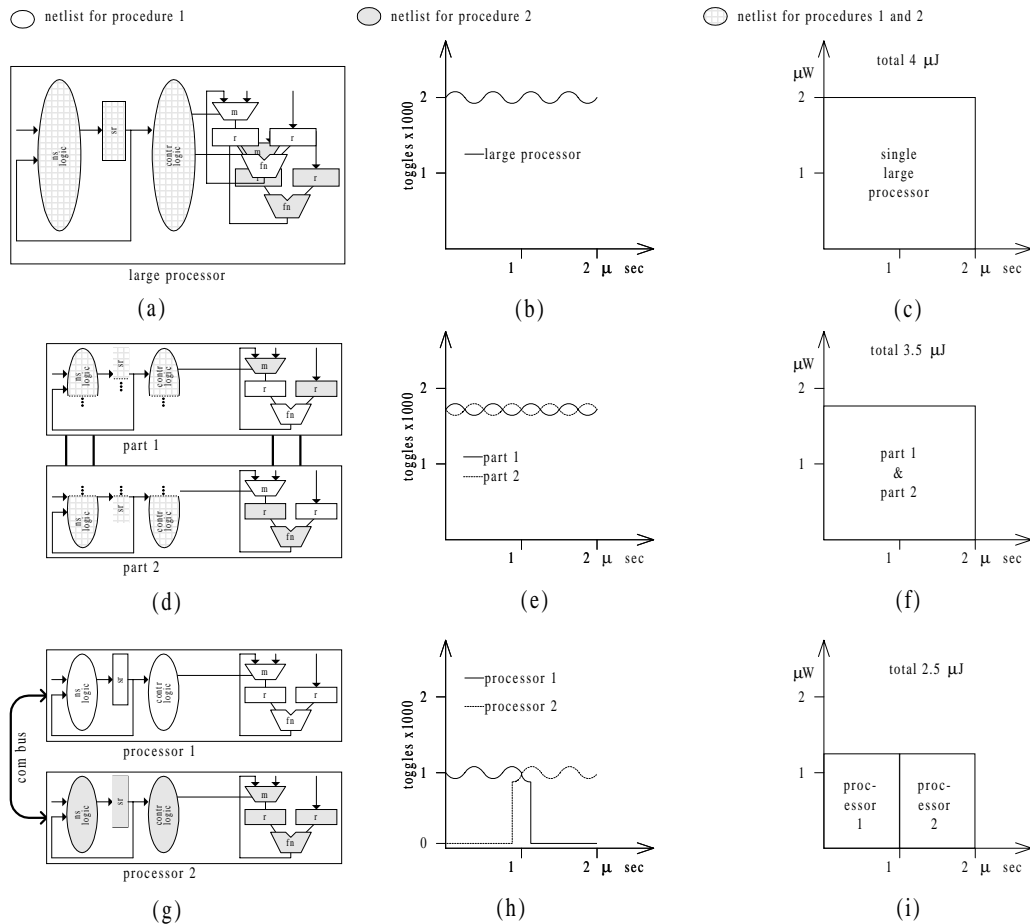 netlist for procedure 1
netlist for procedure 2
netlist for procedures 1 and 2
ns logic
sr
contr logic
m
r
r
m
fn
r
r
fn
large processor
(a)
toggles x1000
2
1
large processor
1
2 μ sec
(b)
total 4 μJ
μW
2
1
single
large
processor
1
2 μ sec
(c)
ns logic
sr
contr logic
m
r
r
fn
part 1
ns logic
sr
contr logic
m
r
r
fn
part 2
(d)
toggles x1000
2
1
part 1
part 2
1
2 μ sec
(e)
total 3.5 μJ
μW
2
1
part 1
&
part 2
1
2 μ sec
(f)
com bus
ns logic
sr
contr logic
m
r
r
fn
processor 1
ns logic
sr
contr logic
m
r
r
fn
processor 2
(g)
toggles x1000
2
1
0
processor 1
processor 2
1
2 μ sec
(h)
total 2.5 μJ
μW
2
1
proc-
essor
1
proc-
essor
2
1
2 μ sec
(i)